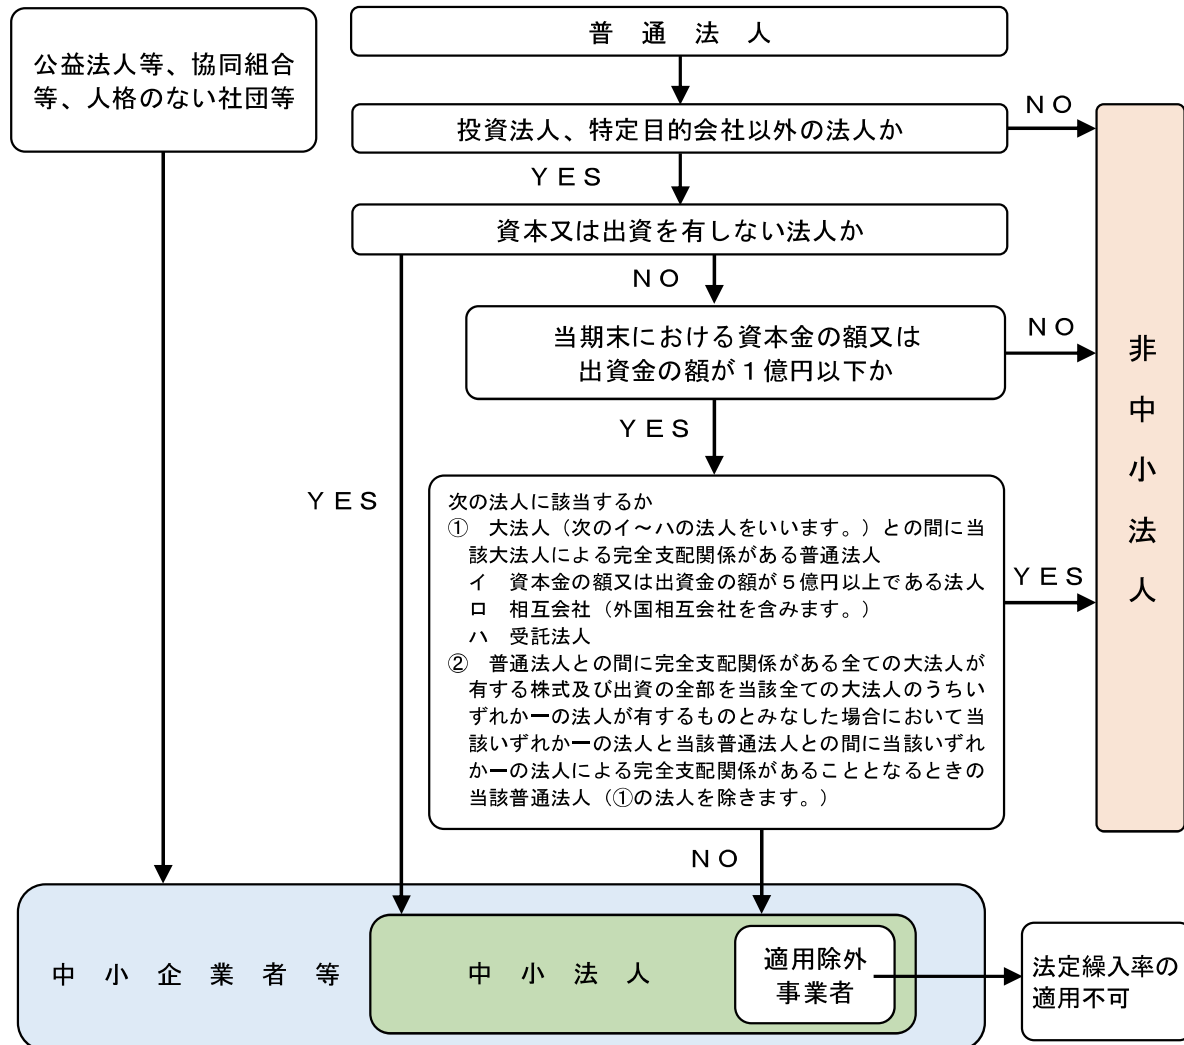 公益法人等、協同組合
等、人格のない社団等
普通法人
投資法人、特定目的会社以外の法人か
NO
YES
資本又は出資を有しない法人か
NO
当期末における資本金の額又は
出資金の額が１億円以下か
NO
YES
YES
次の法人に該当するか
① 大法人（次のイ～ハの法人をいいます。）との間に当
該大法人による完全支配関係がある普通法人
イ 資本金の額又は出資金の額が５億円以上である法人
ロ 相互会社（外国相互会社を含みます。）
ハ 受託法人
② 普通法人との間に完全支配関係がある全ての大法人が
有する株式及び出資の全部を当該全ての大法人のうちい
ずれか一の法人が有するものとみなした場合において当
該いずれか一の法人と当該普通法人との間に当該いずれ
か一の法人による完全支配関係があることとなるときの
当該普通法人（①の法人を除きます。）
YES
NO
非中小法人
中小企業者等
中小法人
適用除外
事業者
法定繰入率の
適用不可